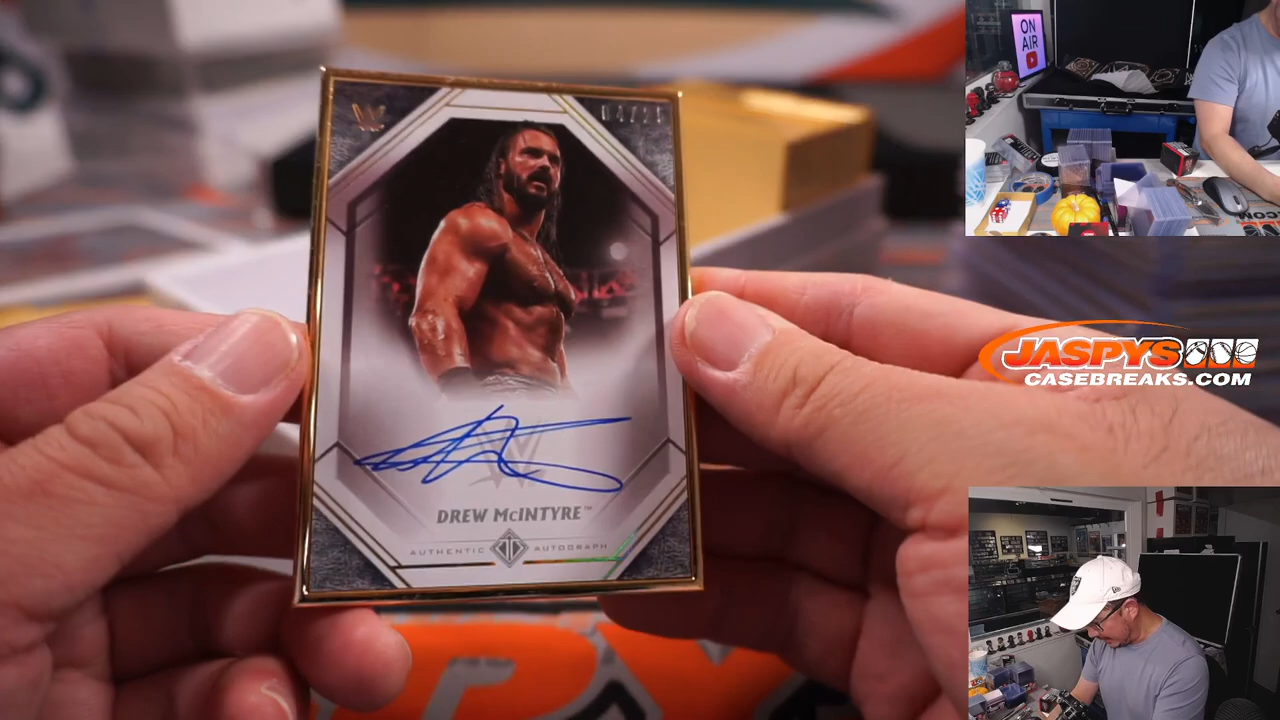 ON
AIR
DREW McINTYRE™
AUTHENTIC AUTOGRAPH
JASPYS
CASEBREAKS.COM